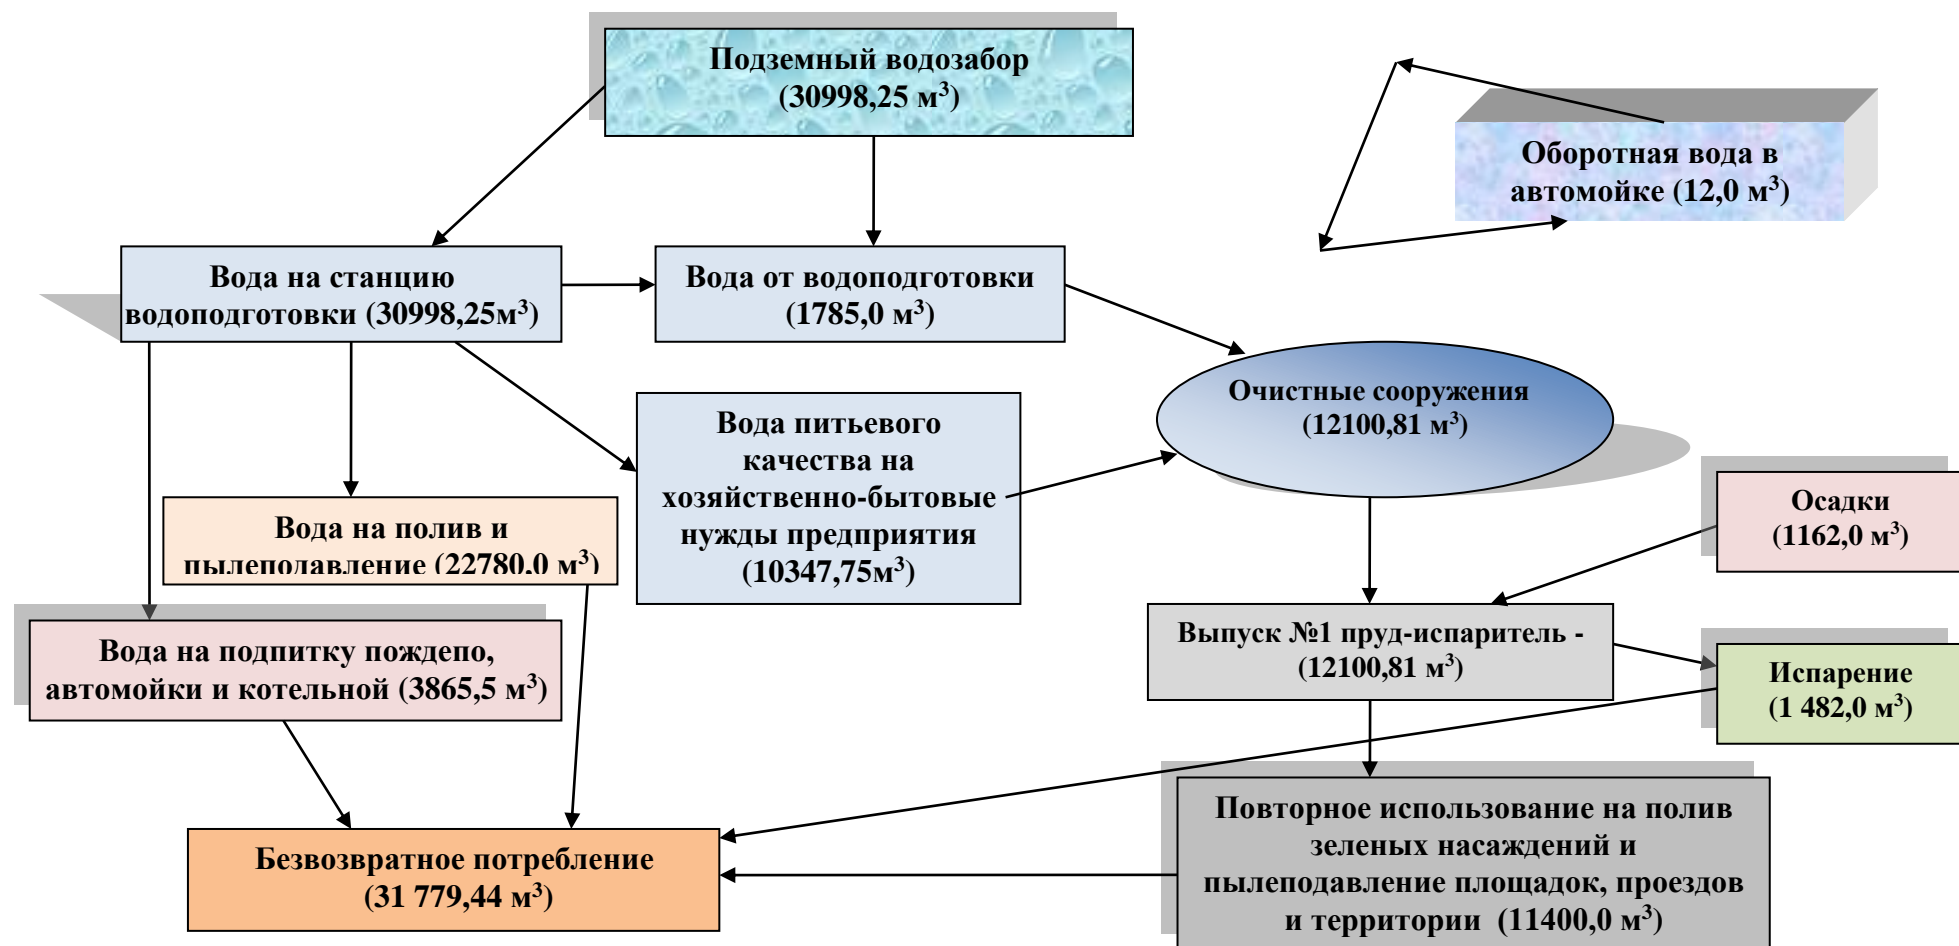 Подземный водозабор
(30998,25 м³)
Оборотная вода в
автомойке (12,0 м³)
Вода на станцию
водоподготовки (30998,25м³)
Вода от водоподготовки
(1785,0 м³)
Очистные сооружения
(12100,81 м³)
Вода питьевого
качества на
хозяйственно-бытовые
нужды предприятия
(10347,75м³)
Вода на полив и
пылеподавление (22780,0 м³)
Осадки
(1162,0 м³)
Вода на подпитку пождепо,
автомойки и котельной (3865,5 м³)
Выпуск №1 пруд-испаритель -
(12100,81 м³)
Испарение
(1 482,0 м³)
Безвозвратное потребление
(31 779,44 м³)
Повторное использование на полив
зеленых насаждений и
пылеподавление площадок, проездов
и территории (11400,0 м³)